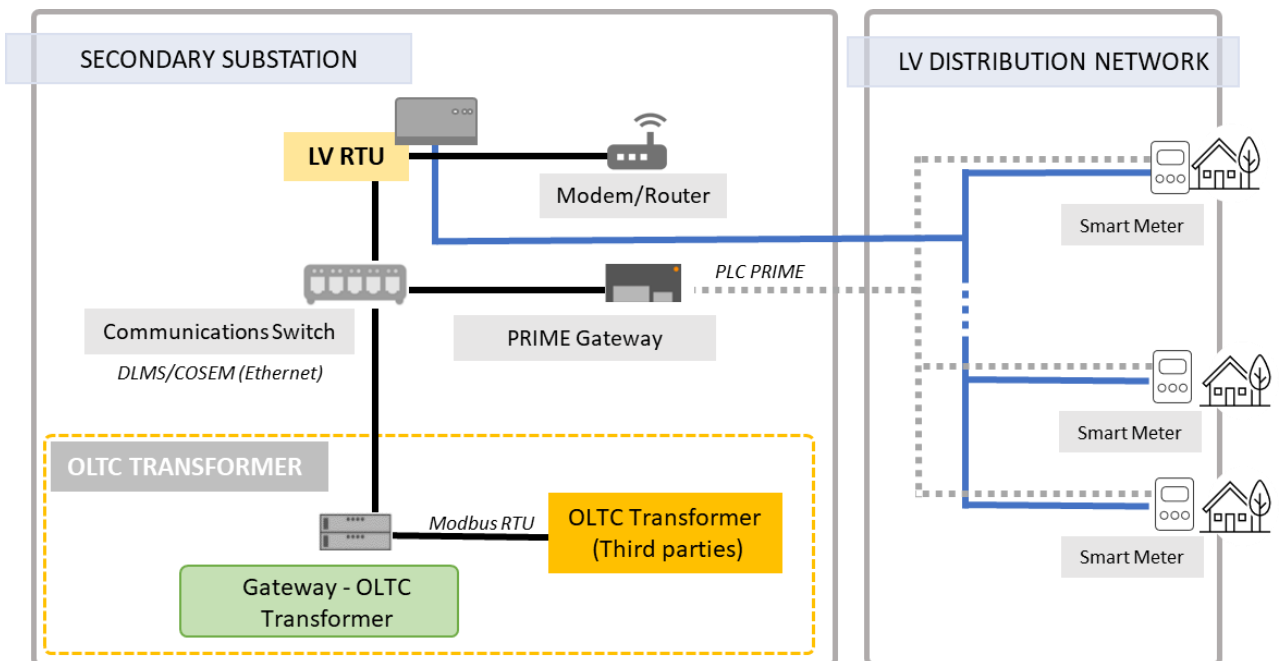 SECONDARY SUBSTATION
LV DISTRIBUTION NETWORK
LV RTU
Modem/Router
Smart Meter
PLC PRIME
Communications Switch
PRIME Gateway
DLMS/COSEM (Ethernet)
Smart Meter
OLTC TRANSFORMER
Modbus RTU
OLTC Transformer
(Third parties)
Smart Meter
Gateway - OLTC
Transformer